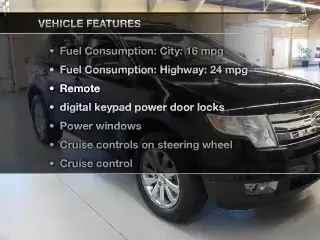 VEHICLE FEATURES
• Fuel Consumption: City: 16 mpg
• Fuel Consumption: Highway: 24 mpg
• Remote
• digital keypad power door locks
• Power windows
• Cruise controls on steering wheel
• Cruise control